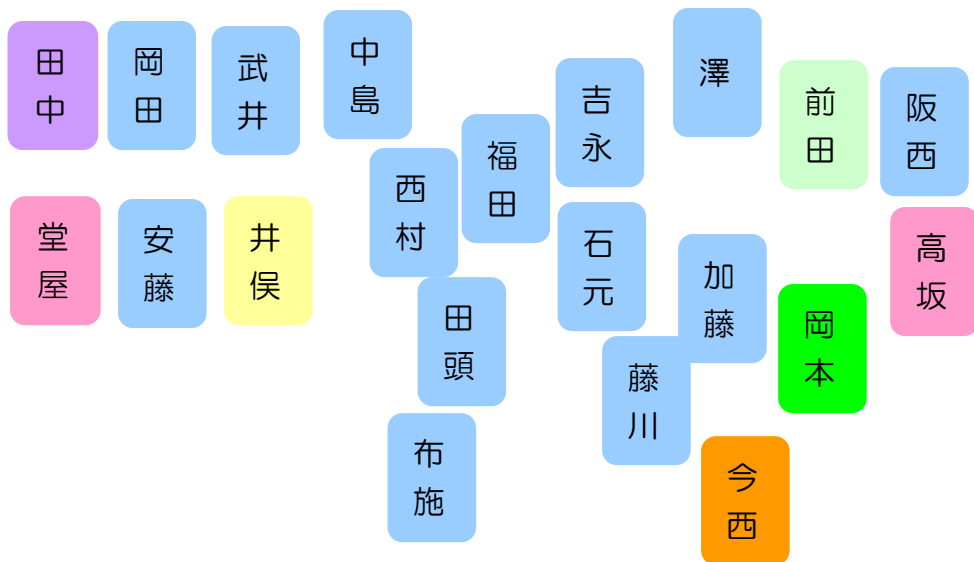 田中
岡田
武井
中島
澤
吉永
前田
阪西
福田
西村
堂屋
安藤
井俣
石元
高坂
加藤
田頭
岡本
藤川
布施
今西